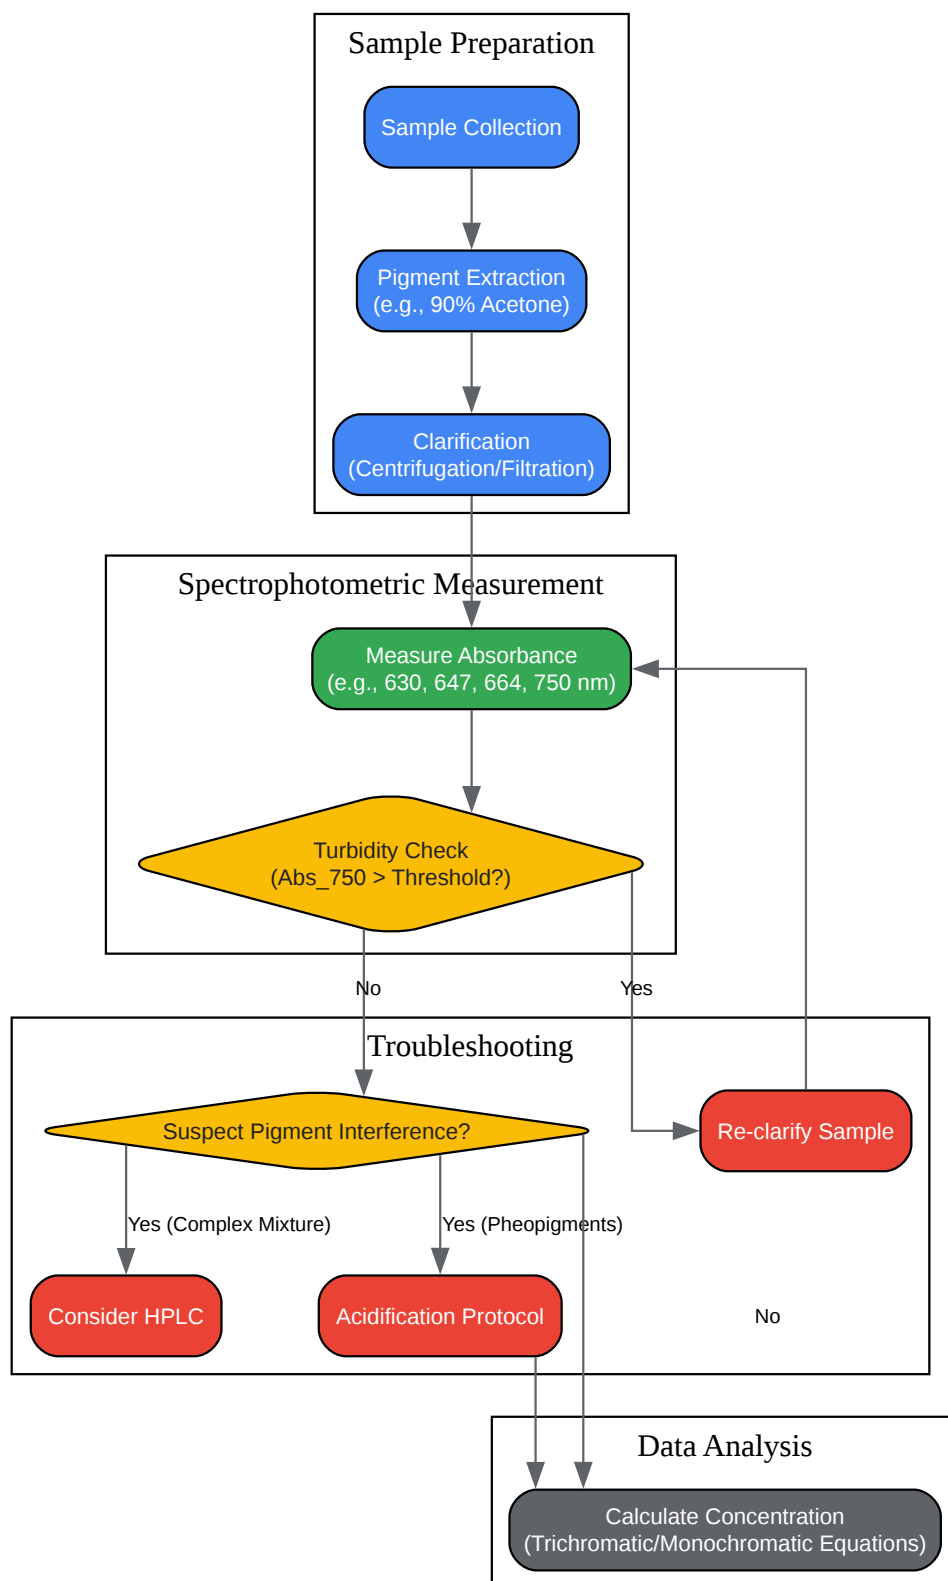 Sample Preparation
Sample Collection
Pigment Extraction
(e.g., 90% Acetone)
Clarification
(Centrifugation/Filtration)
Spectrophotometric Measurement
Measure Absorbance
(e.g., 630, 647, 664, 750 nm)
Turbidity Check
(Abs_750 > Threshold?)
No
Yes
Troubleshooting
Suspect Pigment Interference?
Re-clarify Sample
Yes (Complex Mixture)
Yes (Pheopigments)
Consider HPLC
Acidification Protocol
No
Data Analysis
Calculate Concentration
(Trichromatic/Monochromatic Equations)